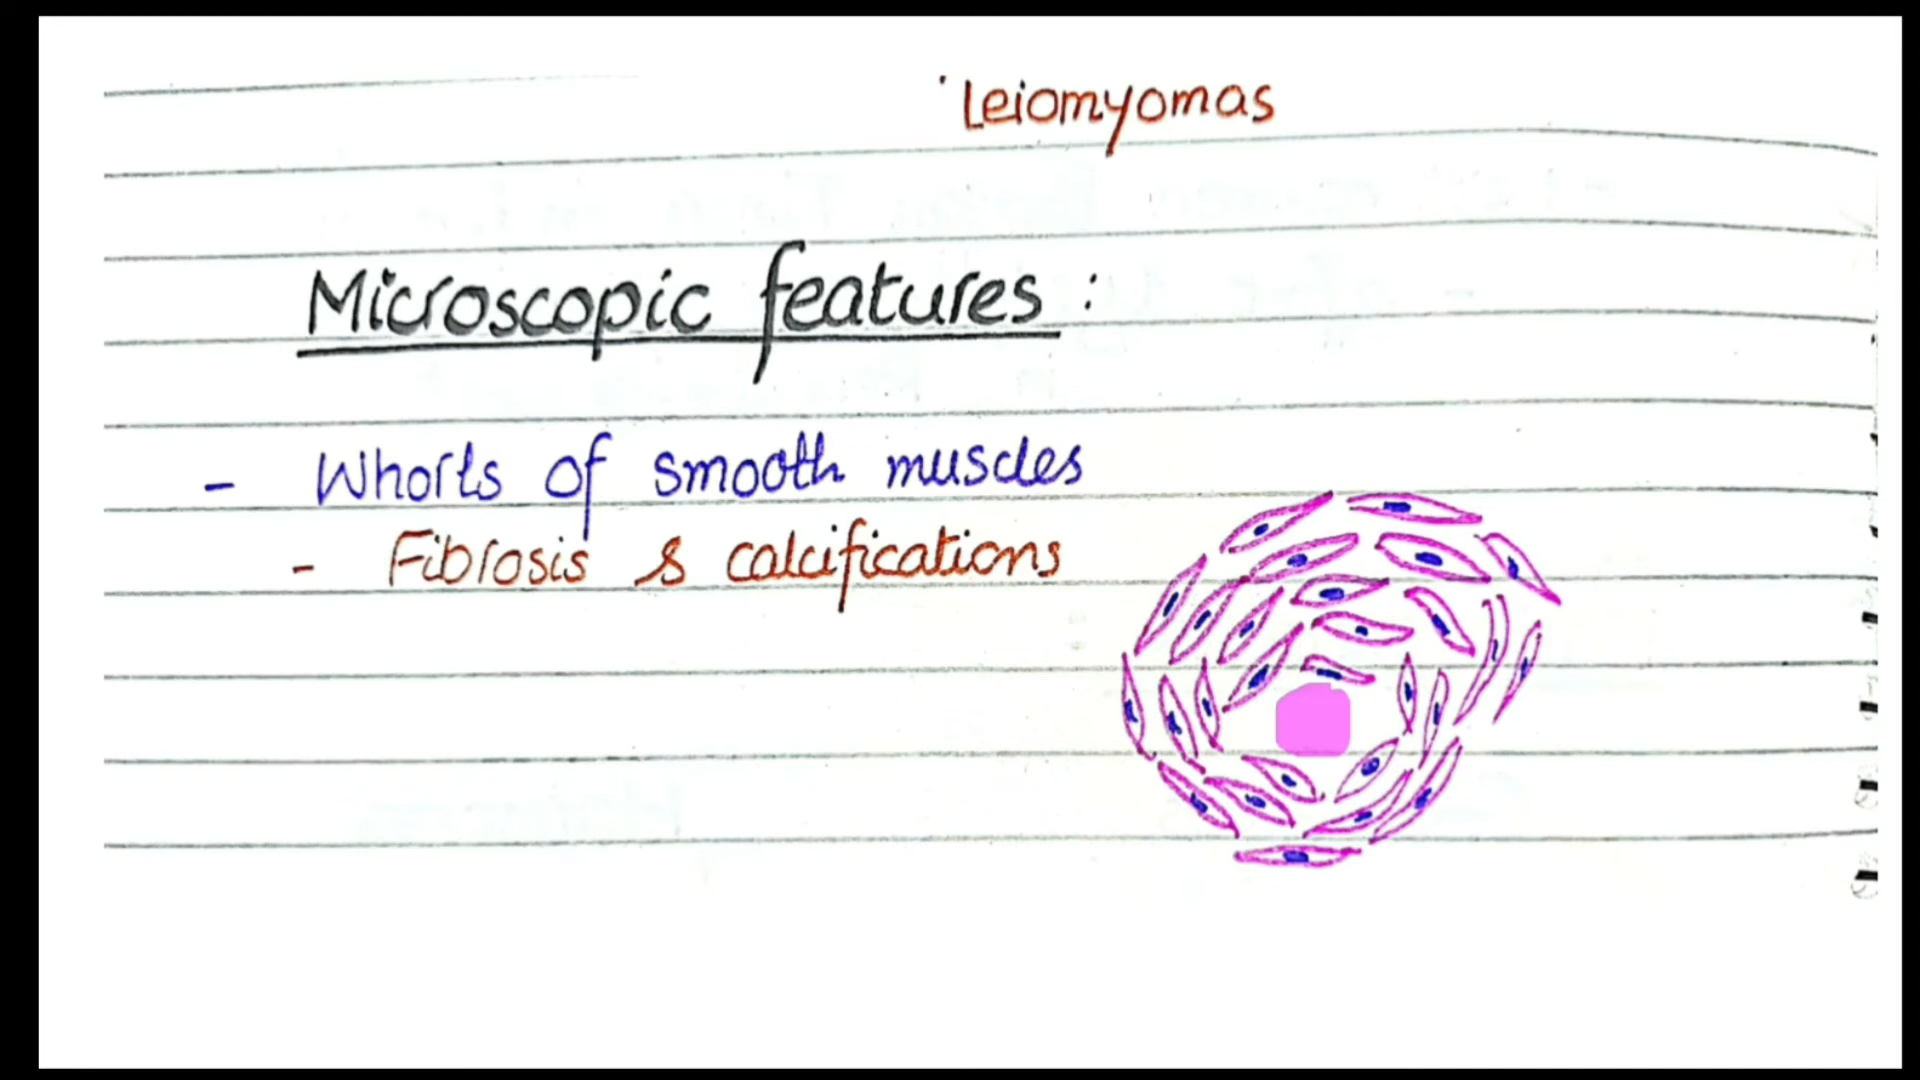 Leiomyomas
Microscopic features :
- Whorls of smooth muscles
- Fibrosis & calcifications